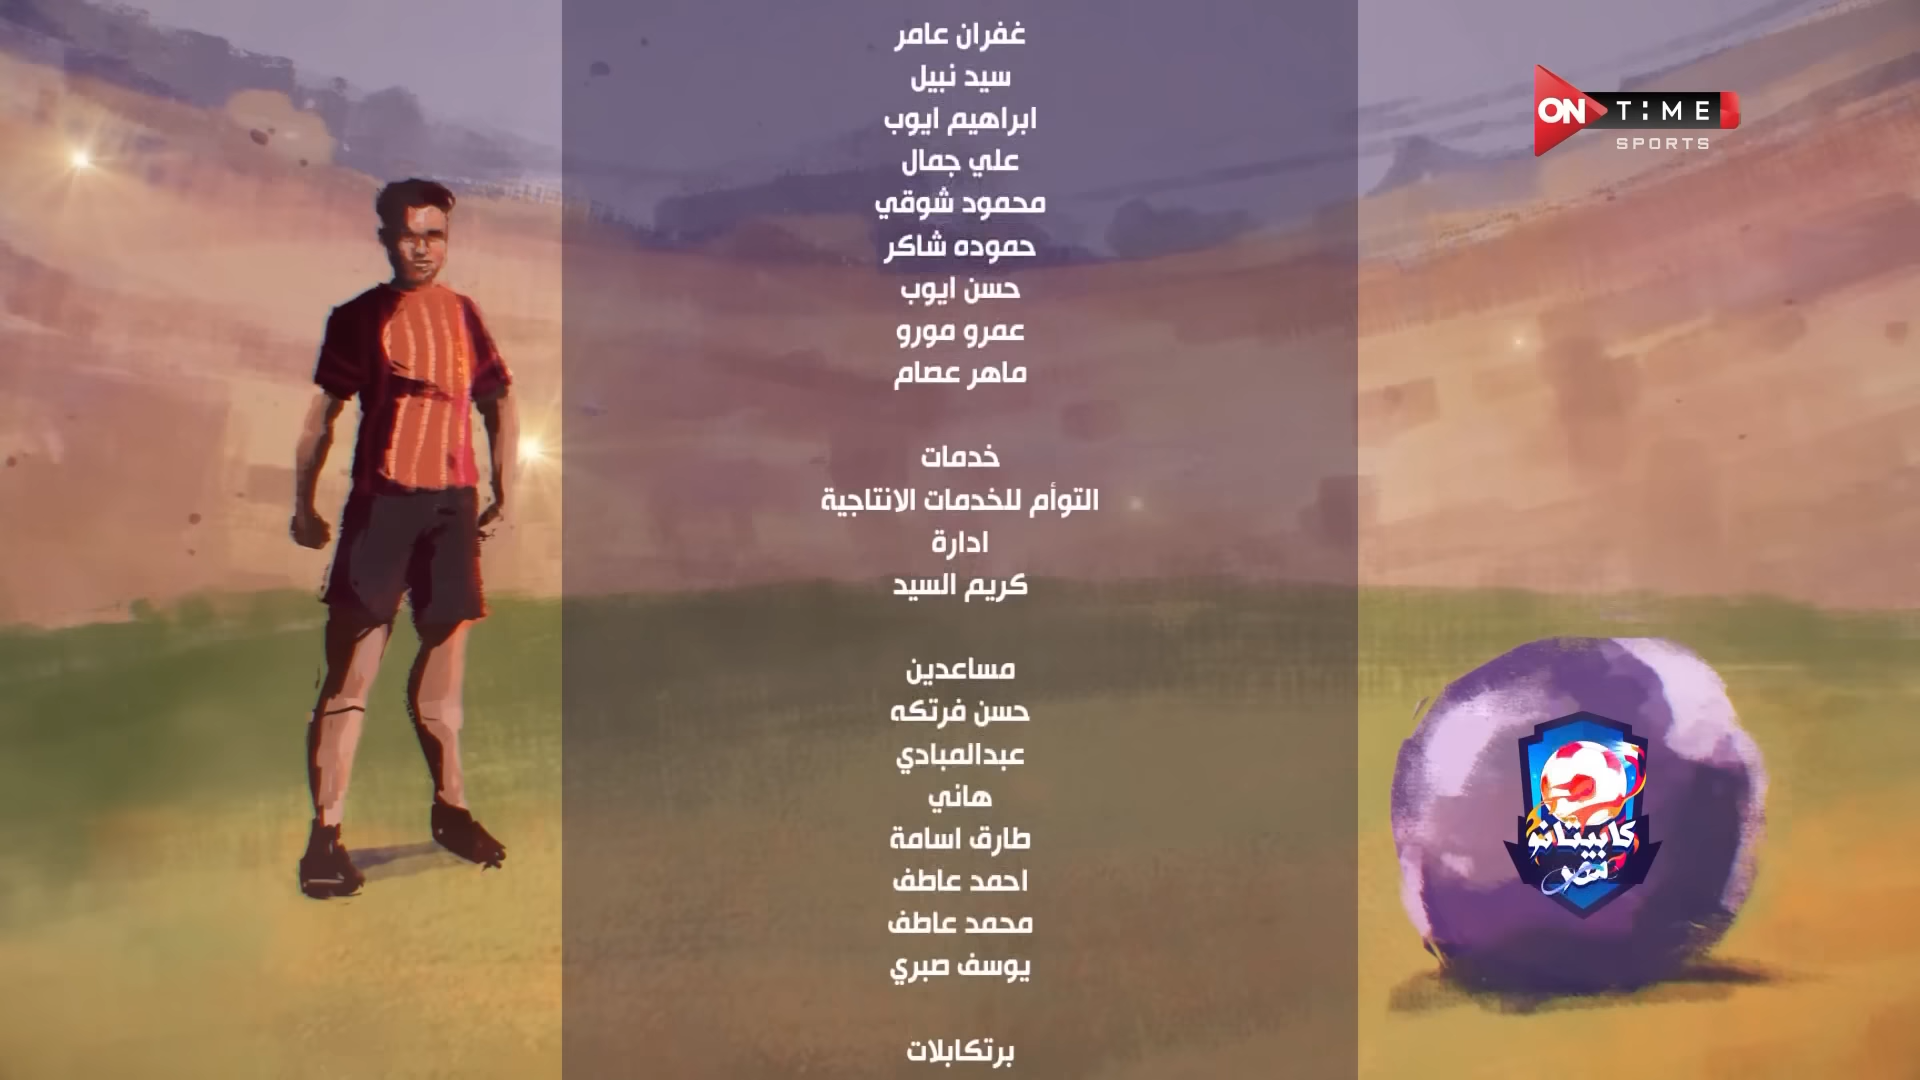 غفران عامر
سيد نبيل
ابراهيم ايوب
علي جمال
محمود شوقي
حموده شاكر
حسن ايوب
عمرو مورو
ماهر عصام
خدمات
التوأم للخدمات الانتاجية
ادارة
كريم السيد
مساعدين
حسن فرتكه
عبدالمبادي
هاني
طارق اسامة
احمد عاطف
محمد عاطف
يوسف صبري
برتكابلات
ON TIME
SPORTS
كابيتانو
مصر